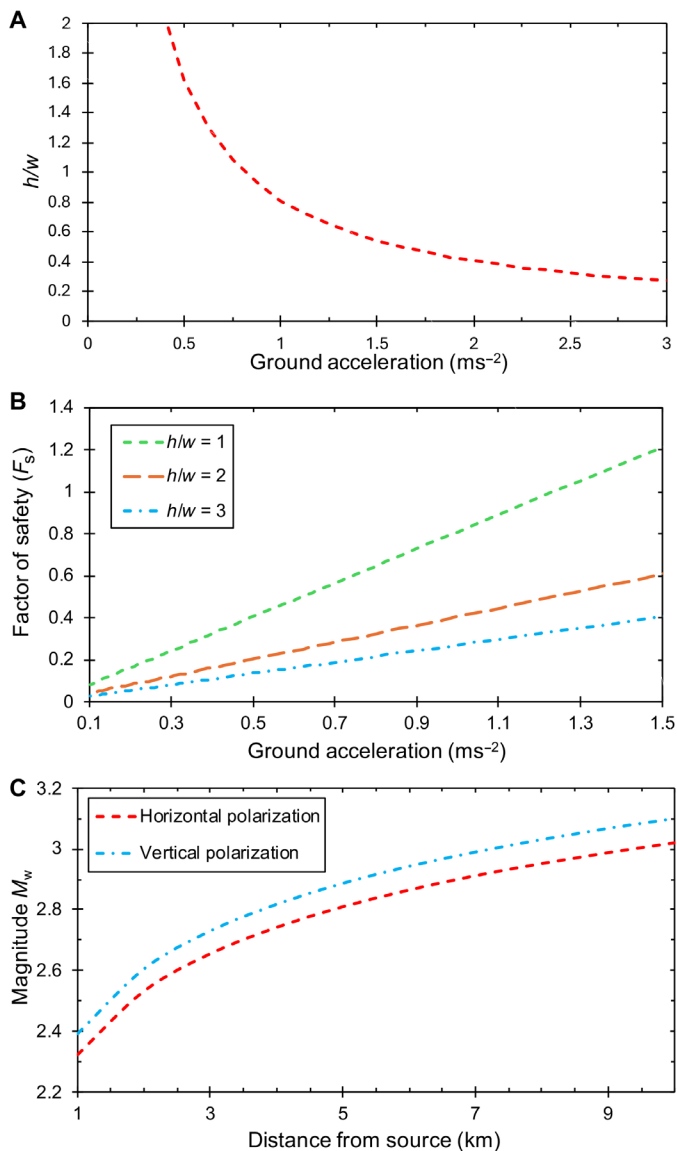 A
2
1.8
1.6
1.4
1.2
1
0.8
0.6
0.4
0.2
0
h/w
0 0.5 1 1.5 2 2.5 3
Ground acceleration (ms⁻²)
B
1.4
1.2
1
0.8
0.6
0.4
0.2
0
Factor of safety (Fₛ)
h/w = 1
h/w = 2
h/w = 3
0.1 0.3 0.5 0.7 0.9 1.1 1.3 1.5
Ground acceleration (ms⁻²)
C
3.2
3
2.8
2.6
2.4
2.2
Magnitude M_w
Horizontal polarization
Vertical polarization
1 3 5 7 9
Distance from source (km)